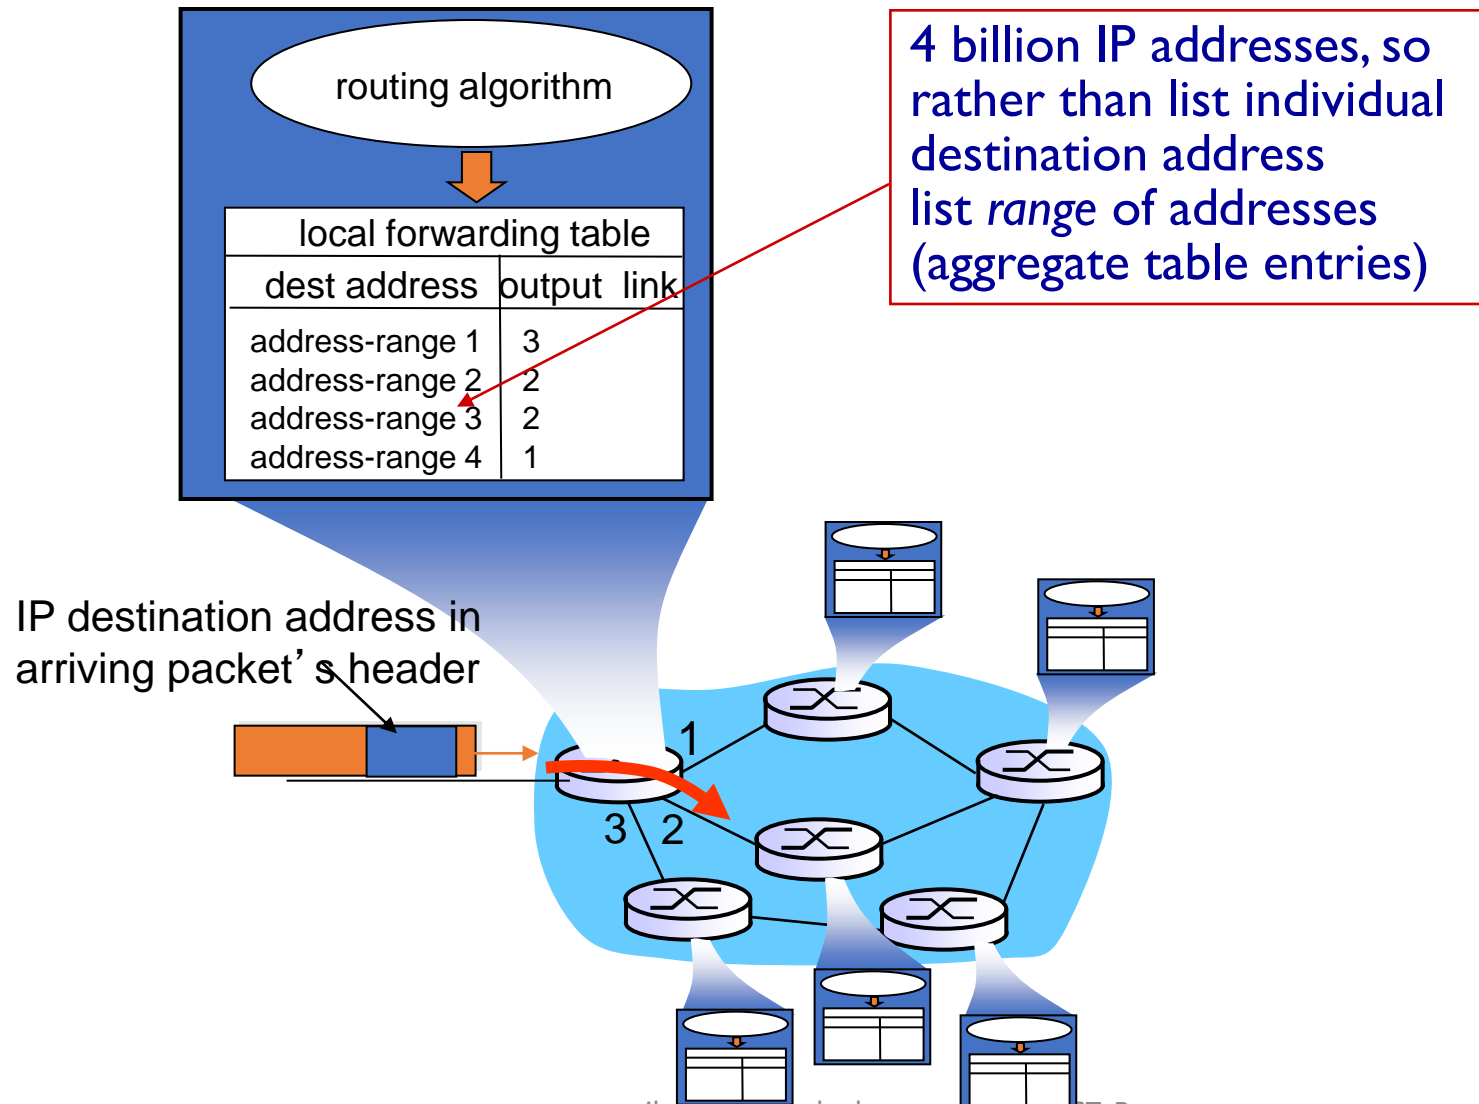 routing algorithm
local forwarding table
dest address output link
address-range 1 3
address-range 2 2
address-range 3 2
address-range 4 1
4 billion IP addresses, so
rather than list individual
destination address
list range of addresses
(aggregate table entries)
IP destination address in
arriving packet’s header
1
3 2